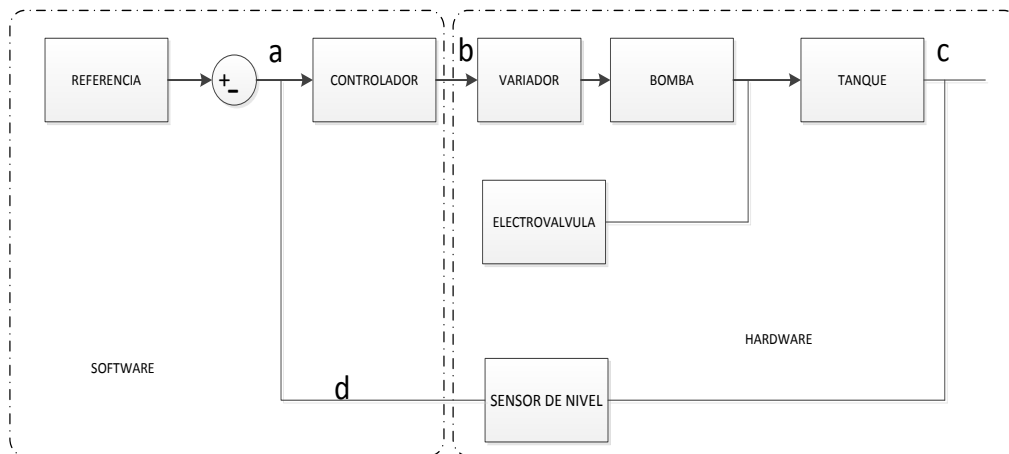 a
b
c
REFERENCIA
+
-
CONTROLADOR
VARIADOR
BOMBA
TANQUE
ELECTROVALVULA
HARDWARE
SOFTWARE
d
SENSOR DE NIVEL